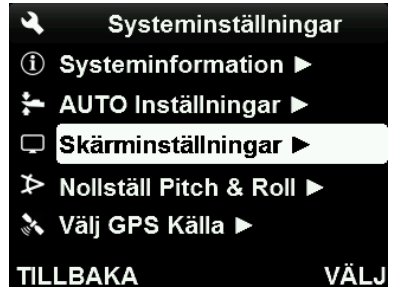 Systeminställningar
Systeminformation ▶
AUTO Inställningar ▶
Skärminställningar ▶
Nollställ Pitch & Roll ▶
Välj GPS Källa ▶
TILLBAKA VÄLJ